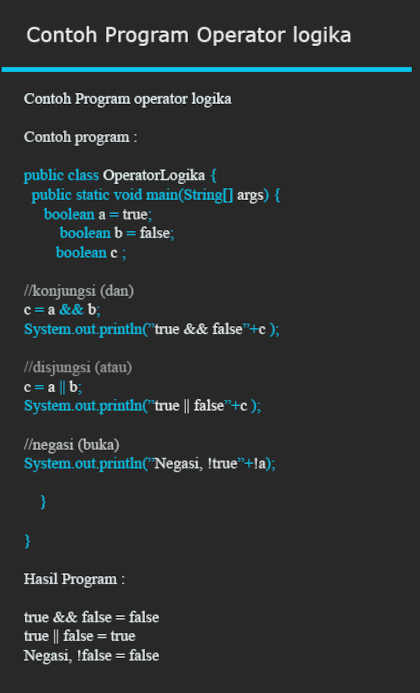 Contoh Program Operator logika
Contoh Program operator logika
Contoh program :
public class OperatorLogika {
public static void main(String[] args) {
boolean a = true;
boolean b = false;
boolean c ;
//konjungsi (dan)
c = a && b;
System.out.println(”true && false”+c );
//disjungsi (atau)
c = a || b;
System.out.println(”true || false”+c );
//negasi (buka)
System.out.println(”Negasi, !true”+!a);
}
}
Hasil Program :
true && false = false
true || false = true
Negasi, !false = false